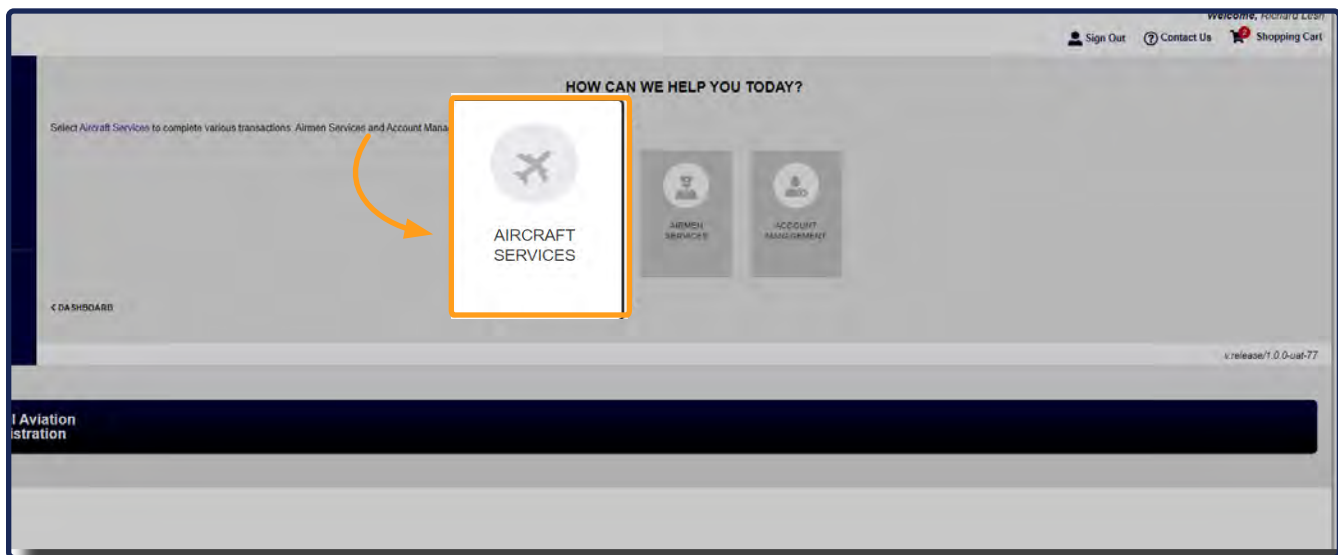 Welcome, Richard Lesh
Sign Out Contact Us Shopping Cart
HOW CAN WE HELP YOU TODAY?
Select Aircraft Services to complete various transactions. Airmen Services and Account Mana
AIRCRAFT
SERVICES
AIRMEN
SERVICES
ACCOUNT
MANAGEMENT
< DASHBOARD
v.release/1.0.0-uat-77
l Aviation
istration